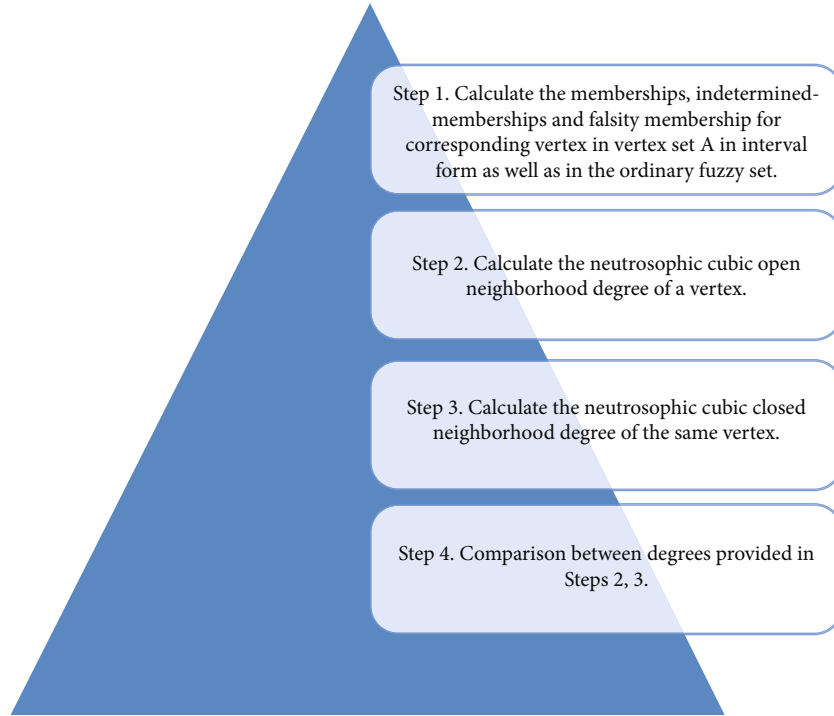 Step 1. Calculate the memberships, indetermined-
memberships and falsity membership for
corresponding vertex in vertex set A in interval
form as well as in the ordinary fuzzy set.
Step 2. Calculate the neutrosophic cubic open
neighborhood degree of a vertex.
Step 3. Calculate the neutrosophic cubic closed
neighborhood degree of the same vertex.
Step 4. Comparison between degrees provided in
Steps 2, 3.